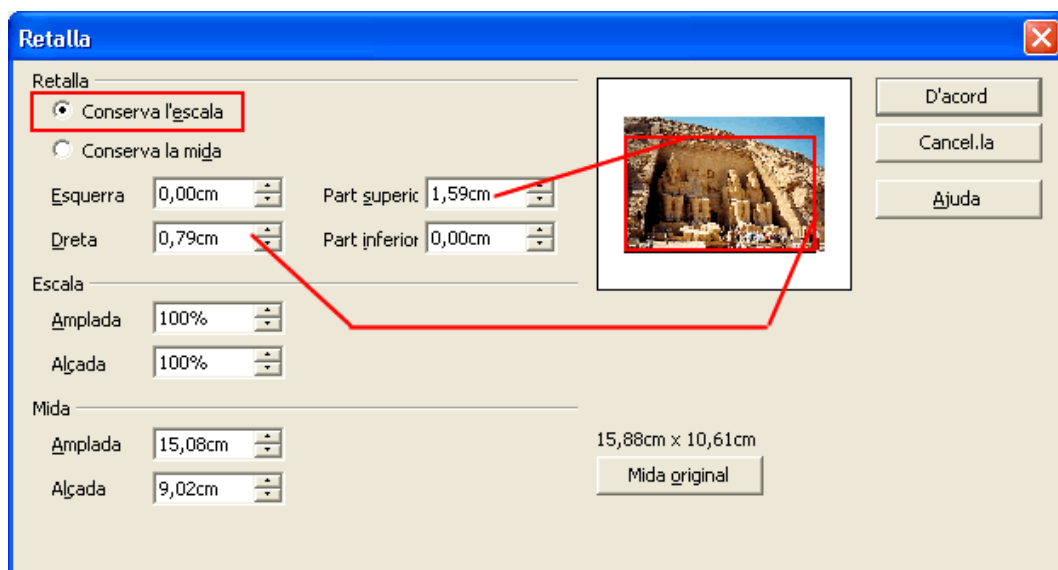 Retalla
Retalla
Conserva l'escala
Conserva la mida
Esquerra 0,00cm Part superic 1,59cm
Dreta 0,79cm Part inferior 0,00cm
Escala
Amplada 100%
Alçada 100%
Mida
Amplada 15,08cm
Alçada 9,02cm
15,88cm x 10,61cm
Mida original
D'acord
Cancel.la
Ajuda